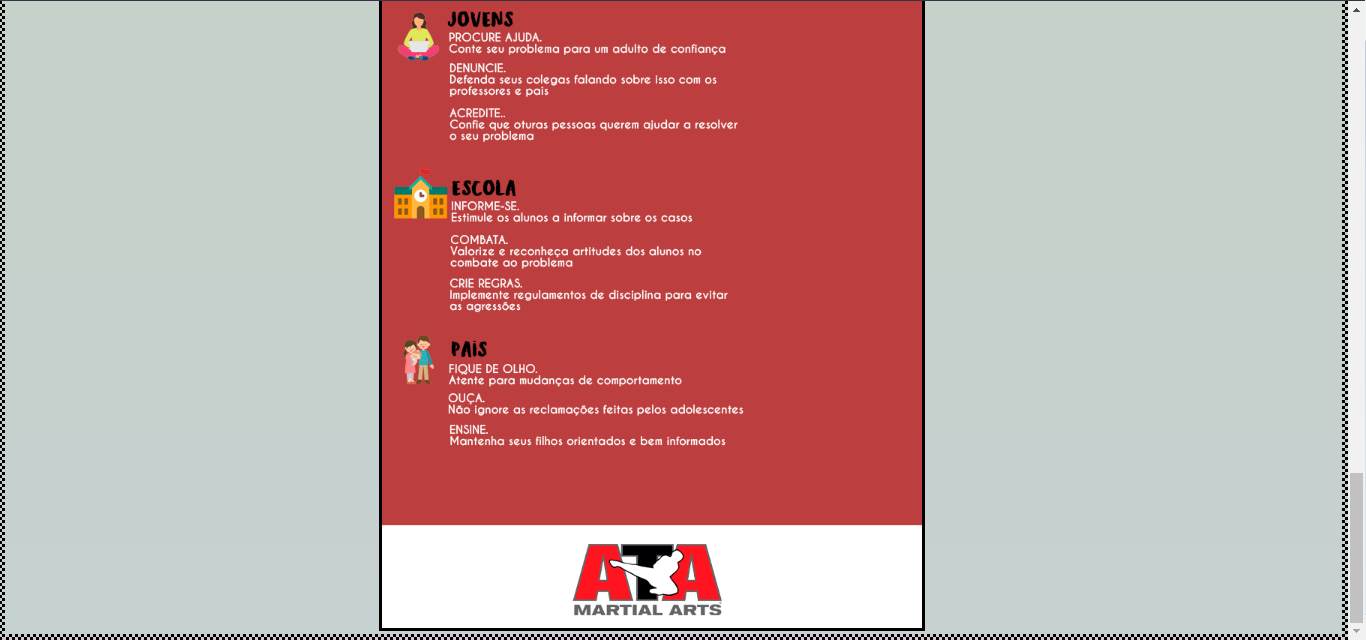 JOVENS
PROCURE AJUDA.
Conte seu problema para um adulto de confiança
DENUNCIE.
Defenda seus colegas falando sobre isso com os
professores e pais
ACREDITE..
Confie que oturas pessoas querem ajudar a resolver
o seu problema
ESCOLA
INFORME-SE.
Estimule os alunos a informar sobre os casos
COMBATA.
Valorize e reconheça artitudes dos alunos no
combate ao problema
CRIE REGRAS.
Implemente regulamentos de disciplina para evitar
as agressões
PAIS
FIQUE DE OLHO.
Atente para mudanças de comportamento
OUÇA.
Não ignore as reclamações feitas pelos adolescentes
ENSINE.
Mantenha seus filhos orientados e bem informados
ATA
MARTIAL ARTS